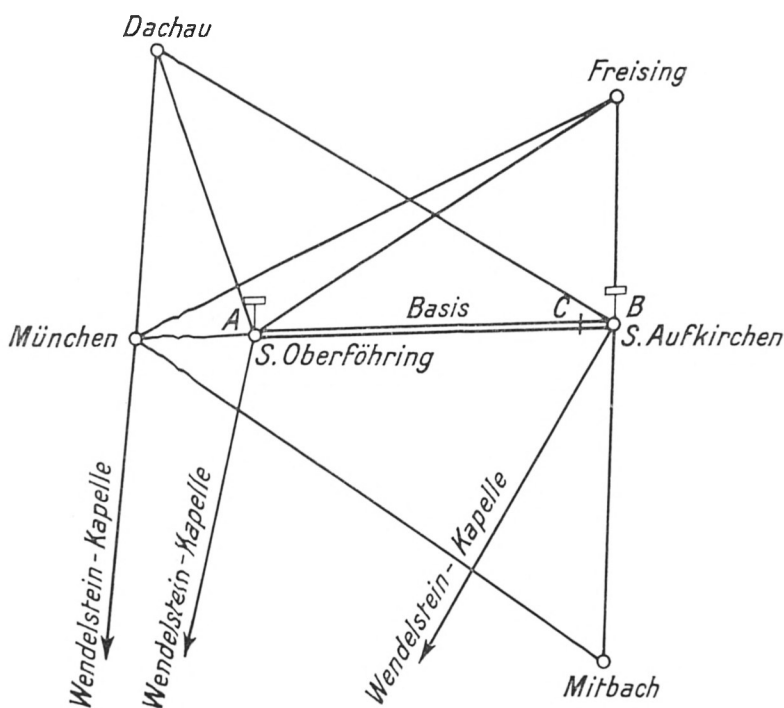 Dachau
Freising
A
Basis
C
B
München
S. Oberföhring
S. Aufkirchen
Wendelstein-Kapelle
Wendelstein-Kapelle
Wendelstein-Kapelle
Mitbach